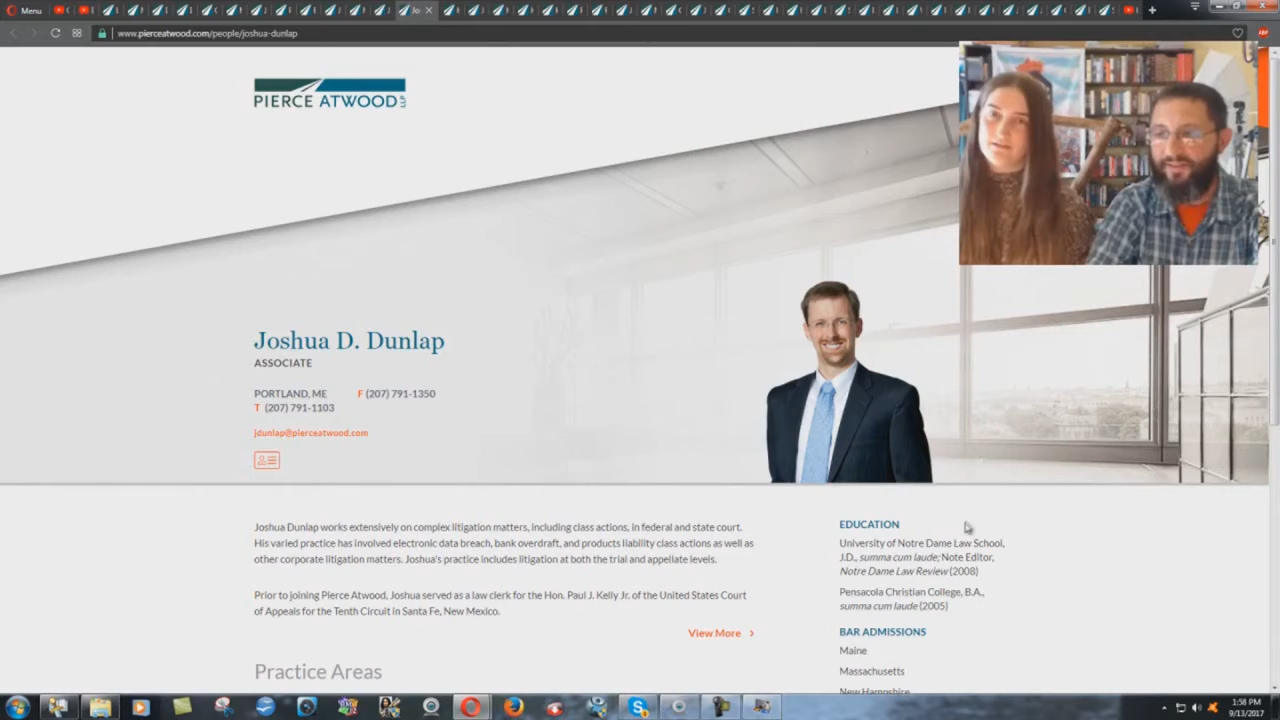 Menu
www.pierceatwood.com/people/joshua-dunlap
PIERCE ATWOOD LLP
Joshua D. Dunlap
ASSOCIATE
PORTLAND, ME F (207) 791-1350
T (207) 791-1103
jdunlap@pierceatwood.com
Joshua Dunlap works extensively on complex litigation matters, including class actions, in federal and state court.
His varied practice has involved electronic data breach, bank overdraft, and products liability class actions as well as
other corporate litigation matters. Joshua's practice includes litigation at both the trial and appellate levels.
Prior to joining Pierce Atwood, Joshua served as a law clerk for the Hon. Paul J. Kelly Jr. of the United States Court
of Appeals for the Tenth Circuit in Santa Fe, New Mexico.
View More
Practice Areas
EDUCATION
University of Notre Dame Law School,
J.D., summa cum laude; Note Editor,
Notre Dame Law Review (2008)
Pensacola Christian College, B.A.,
summa cum laude (2005)
BAR ADMISSIONS
Maine
Massachusetts
New Hampshire
1:58 PM
9/13/2017